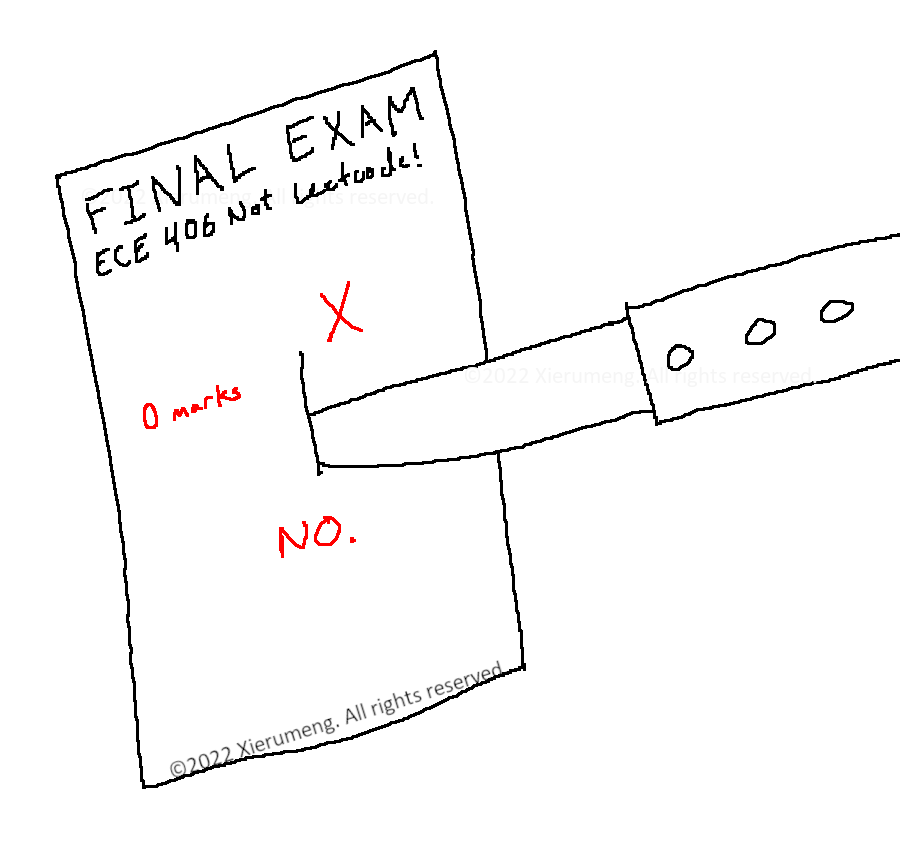 FINAL EXAM
ECE 406 Not Leetcode!
©2022 Xierumeng. All rights reserved.
X
©2022 Xierumeng. All rights reserved.
0 marks
NO.
©2022 Xierumeng. All rights reserved.